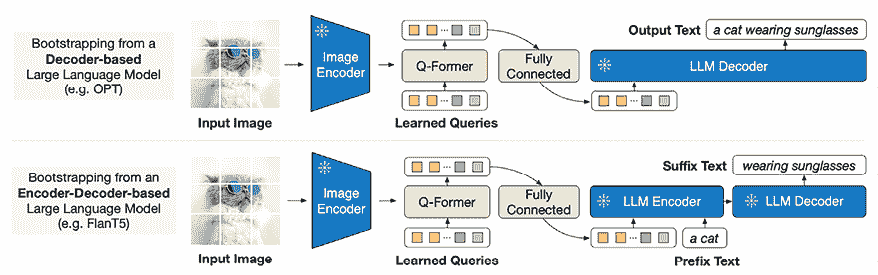 Bootstrapping from a
Decoder-based
Large Language Model
(e.g. OPT)
Input Image
Image
Encoder
Q-Former
Learned Queries
Fully
Connected
Output Text
a cat wearing sunglasses
LLM Decoder
Bootstrapping from an
Encoder-Decoder-based
Large Language Model
(e.g. FlanT5)
Input Image
Image
Encoder
Q-Former
Learned Queries
Fully
Connected
Suffix Text
wearing sunglasses
LLM Encoder
LLM Decoder
a cat
Prefix Text